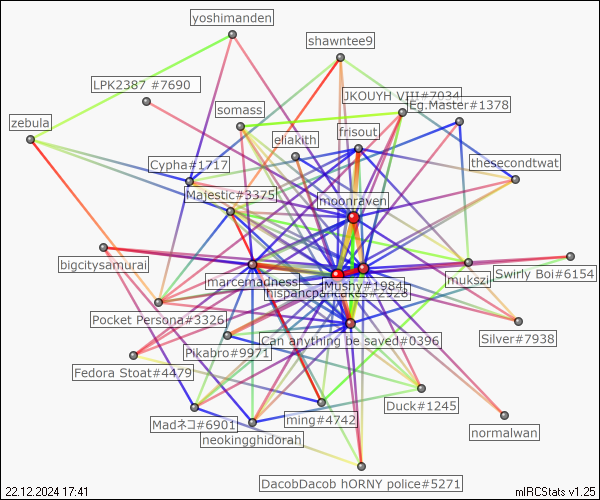 yoshimanden
shawntee9
LPK2387 #7690
JKOUYH VIII#7034
Eg.Master#1378
somass
zebula
frisout
eliakith
Cypha#1717
thesecondtwat
Majestic#3375
moonraven
bigcitysamurai
mukszii
Swirly Boi#6154
marcemadness
Mushy#1984
hispancpancakes#2928
Pocket Persona#3326
Silver#7938
Can anything be saved#0396
Pikabro#9971
Fedora Stoat#4479
Duck#1245
Madネコ#6901
ming#4742
normalwan
neokingghidorah
DacobDacob hORNY police#5271
22.12.2024 17:41
mIRCStats v1.25